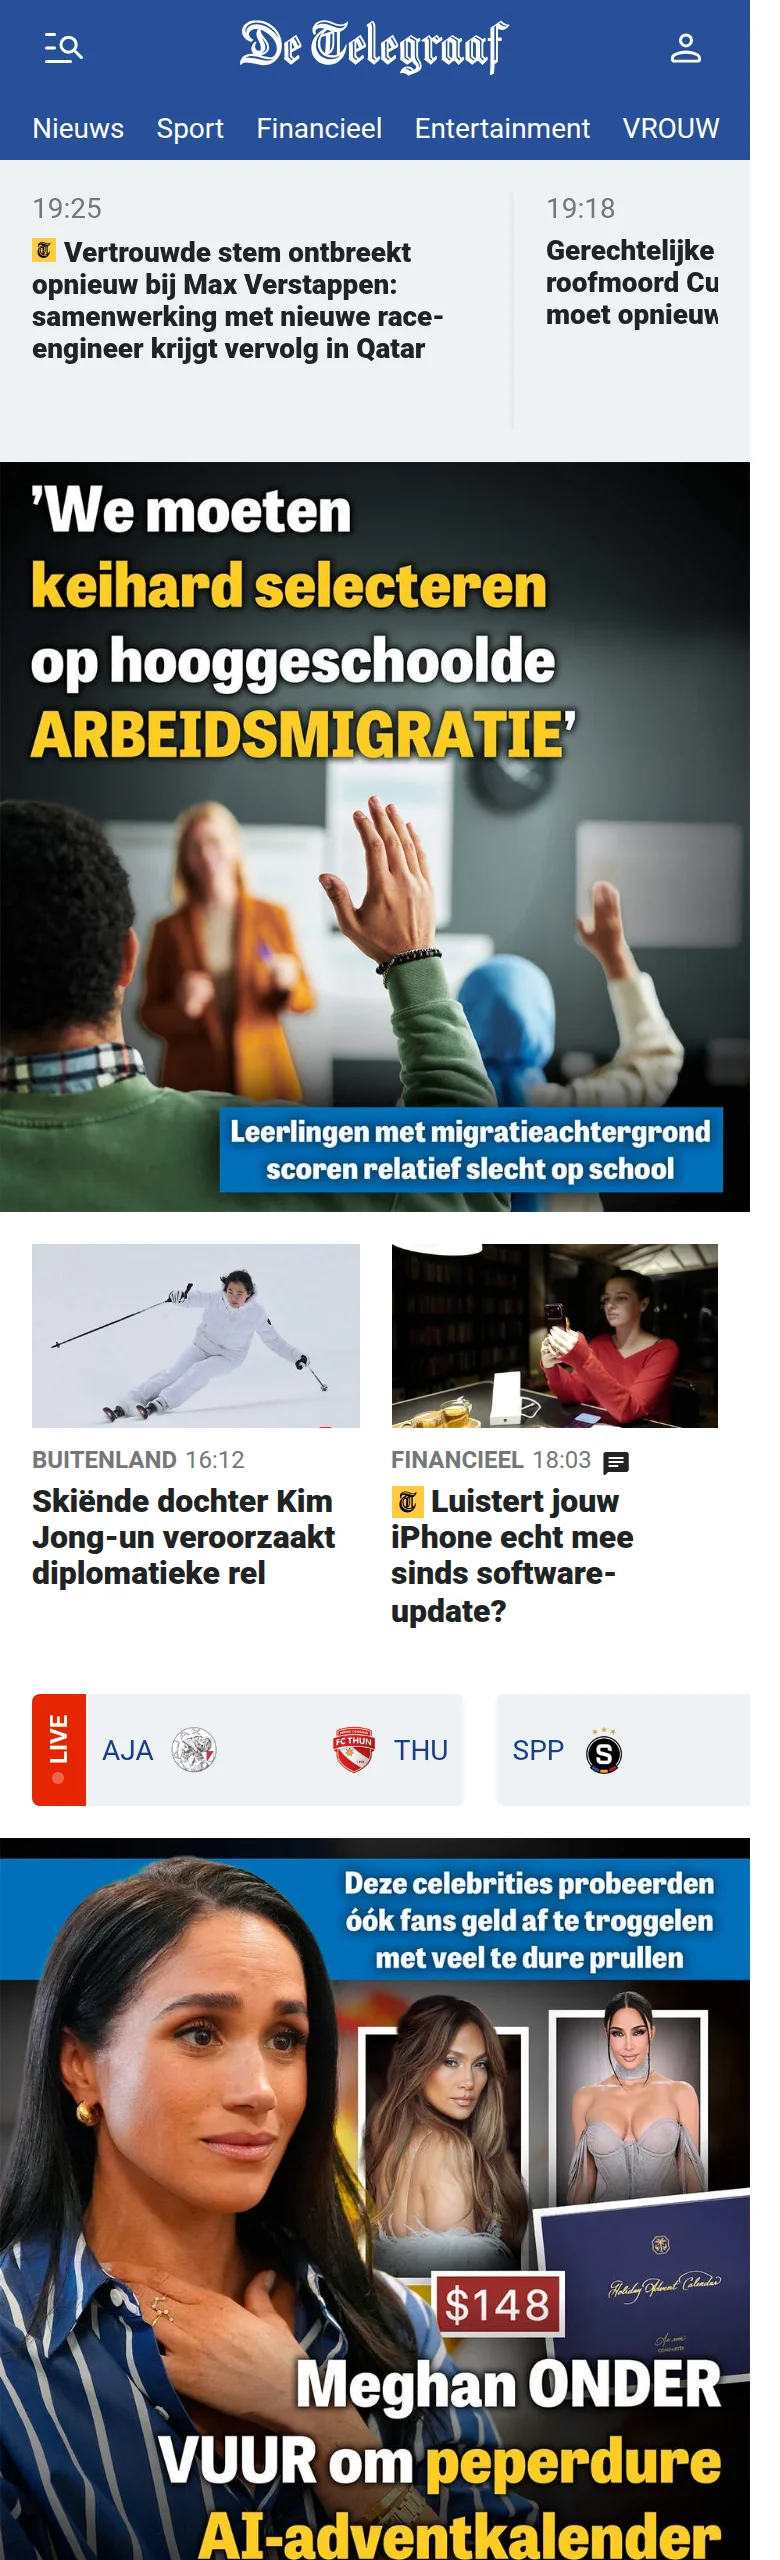 De Telegraaf
Nieuws Sport Financieel Entertainment VROUW
19:25
Vertrouwde stem ontbreekt
opnieuw bij Max Verstappen:
samenwerking met nieuwe race-
engineer krijgt vervolg in Qatar
19:18
Gerechtelijke
roofmoord Cu
moet opnieuw
’We moeten
keihard selecteren
op hooggeschoolde
ARBEIDSMIGRATIE’
Leerlingen met migratieachtergrond
scoren relatief slecht op school
BUITENLAND 16:12
Skiënde dochter Kim
Jong-un veroorzaakt
diplomatieke rel
FINANCIEEL 18:03
Luistert jouw
iPhone echt mee
sinds software-
update?
LIVE
AJA
FC THUN
THU
SPP
S
Deze celebrities probeerden
óók fans geld af te troggelen
met veel te dure prullen
Holiday Advent Calendar
$148
Meghan ONDER
VUUR om peperdure
AI-adventkalender